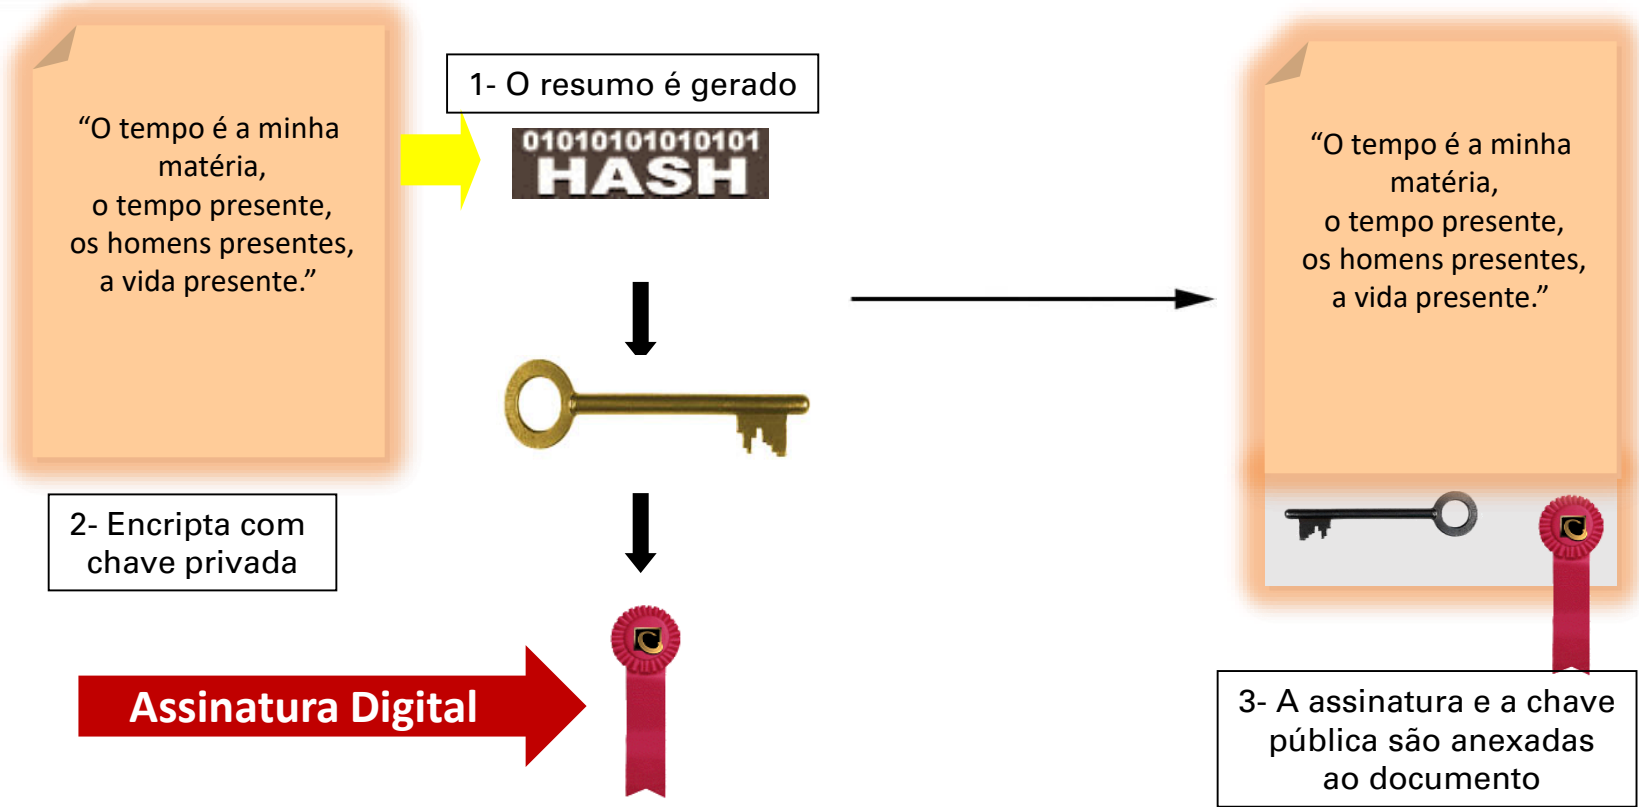 “O tempo é a minha
matéria,
o tempo presente,
os homens presentes,
a vida presente.”
1- O resumo é gerado
01010101010101
HASH
2- Encripta com
chave privada
Assinatura Digital
“O tempo é a minha
matéria,
o tempo presente,
os homens presentes,
a vida presente.”
3- A assinatura e a chave
pública são anexadas
ao documento